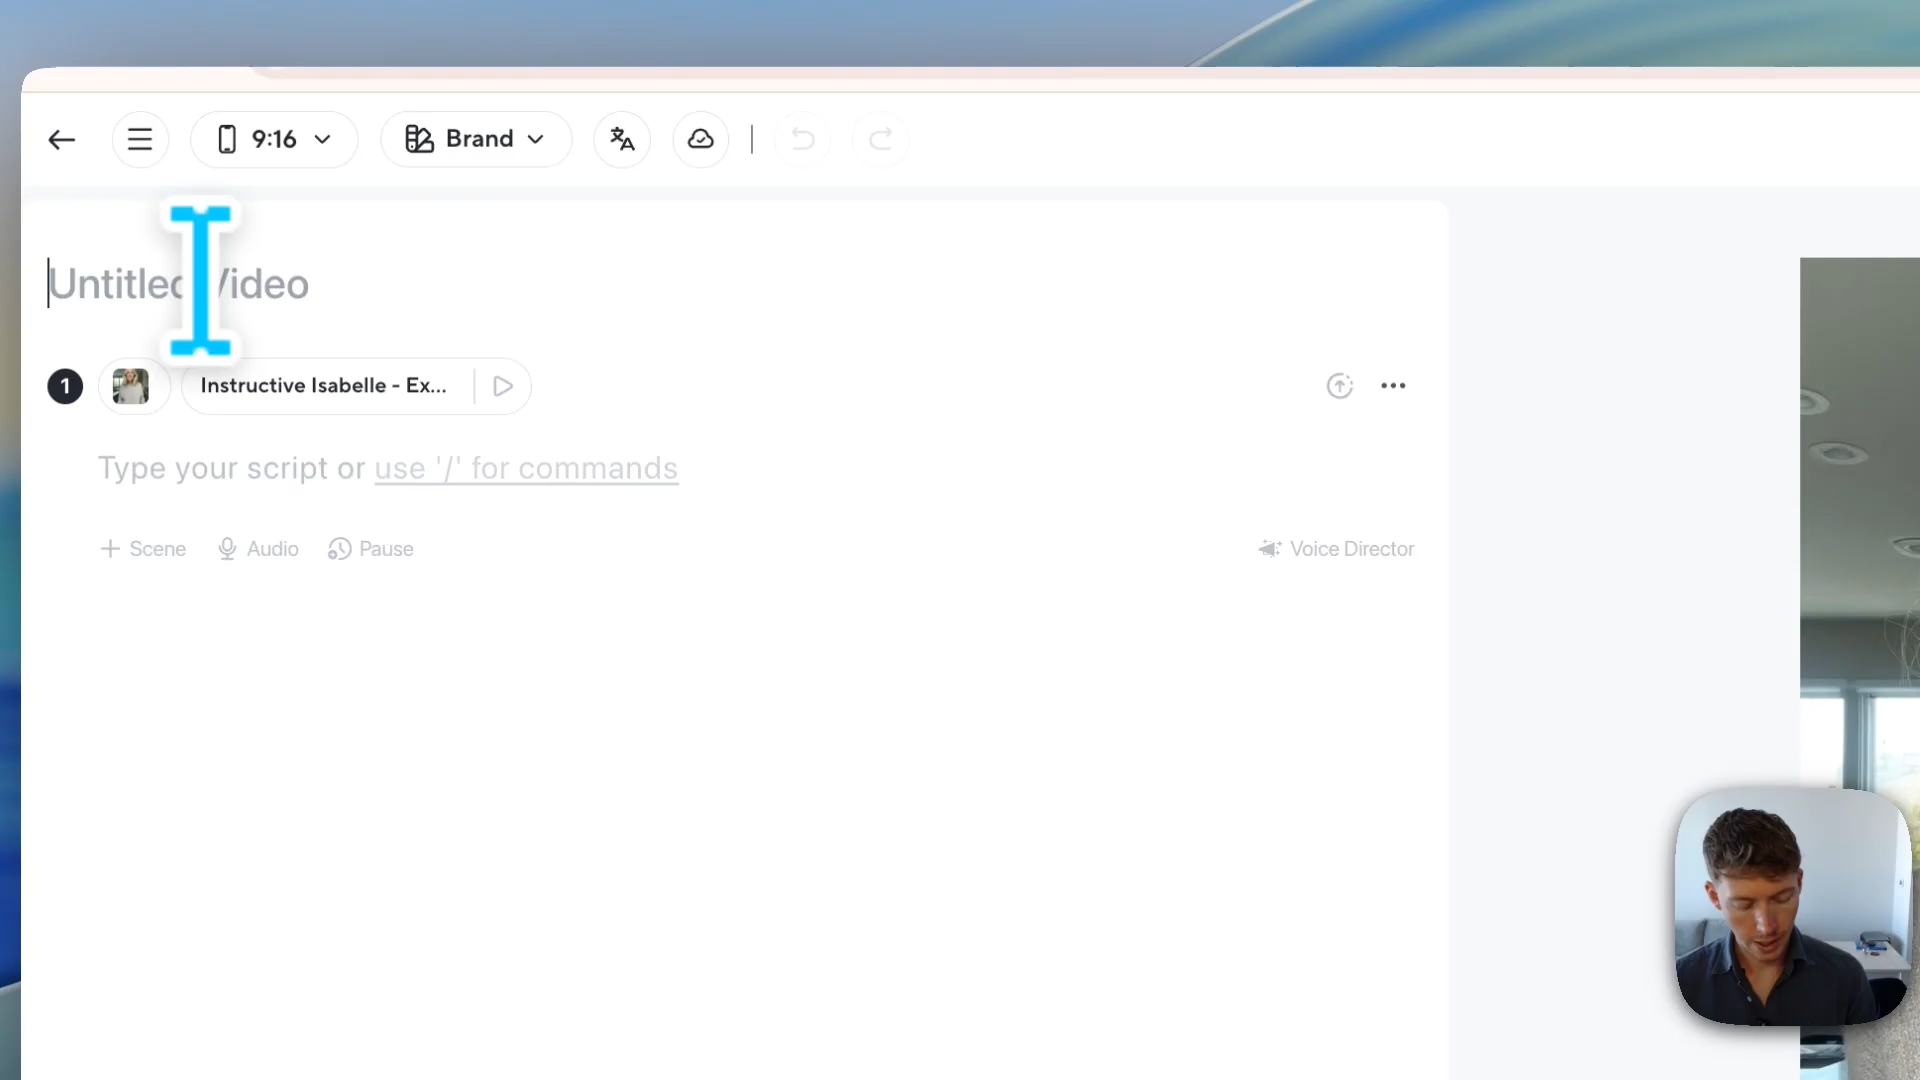 9:16
Brand
Untitled Video
1
Instructive Isabelle - Ex...
Type your script or use '/' for commands
Scene
Audio
Pause
Voice Director